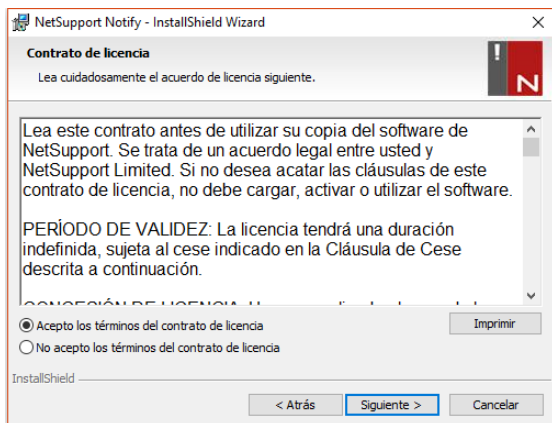 NetSupport Notify - InstallShield Wizard
Contrato de licencia
Lea cuidadosamente el acuerdo de licencia siguiente.
! N
Lea este contrato antes de utilizar su copia del software de
NetSupport. Se trata de un acuerdo legal entre usted y
NetSupport Limited. Si no desea acatar las cláusulas de este
contrato de licencia, no debe cargar, activar o utilizar el software.
PERÍODO DE VALIDEZ: La licencia tendrá una duración
indefinida, sujeta al cese indicado en la Cláusula de Cese
descrita a continuación.
CONCESIÓN DE LICENCIA:
Acepto los términos del contrato de licencia
Imprimir
No acepto los términos del contrato de licencia
InstallShield
< Atrás
Siguiente >
Cancelar